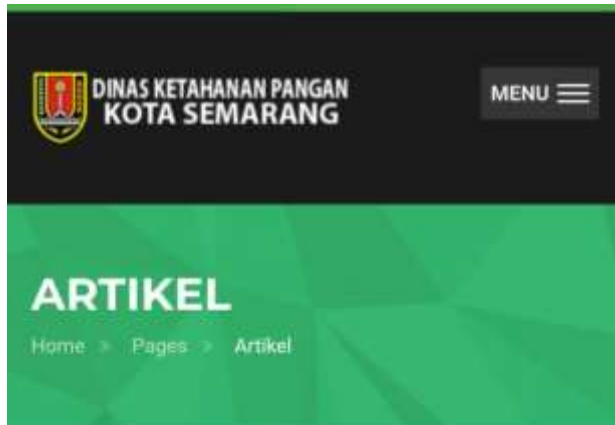 DINAS KETAHANAN PANGAN
KOTA SEMARANG
MENU
ARTIKEL
Home > Pages > Artikel